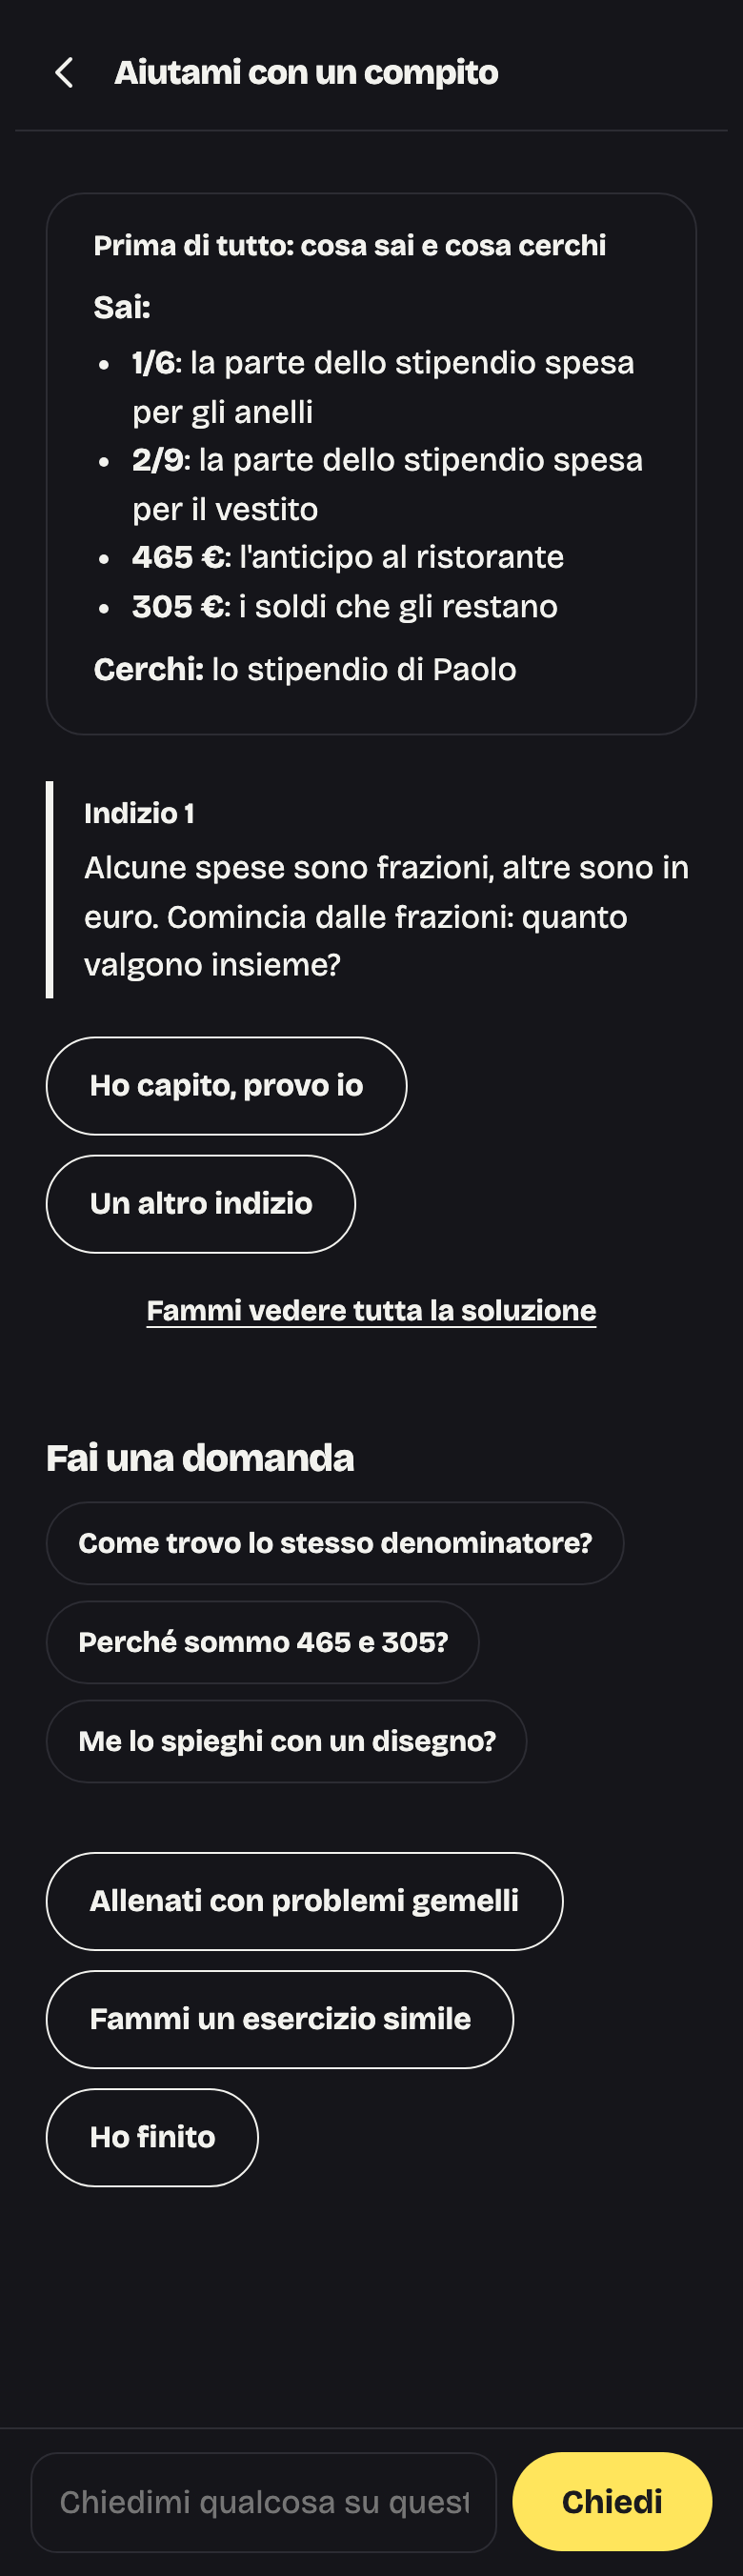 Aiutami con un compito
Prima di tutto: cosa sai e cosa cerchi
Sai:
• 1/6: la parte dello stipendio spesa
per gli anelli
• 2/9: la parte dello stipendio spesa
per il vestito
• 465 €: l'anticipo al ristorante
• 305 €: i soldi che gli restano
Cerchi: lo stipendio di Paolo
Indizio 1
Alcune spese sono frazioni, altre sono in
euro. Comincia dalle frazioni: quanto
valgono insieme?
Ho capito, provo io
Un altro indizio
Fammi vedere tutta la soluzione
Fai una domanda
Come trovo lo stesso denominatore?
Perché sommo 465 e 305?
Me lo spieghi con un disegno?
Allenati con problemi gemelli
Fammi un esercizio simile
Ho finito
Chiedimi qualcosa su quest
Chiedi